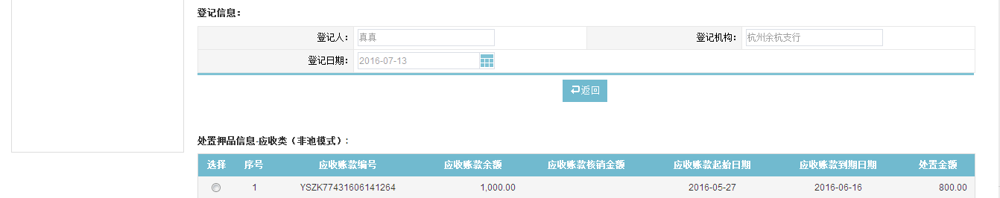 登记信息：
登记人： 真真 登记机构： 杭州余杭支行
登记日期： 2016-07-13
返回
处置押品信息-应收类（非池模式）：
选择 序号 应收账款编号 应收账款余额 应收账款核销金额 应收账款起始日期 应收账款到期日期 处置金额
1 YSZK77431606141264 1,000.00 2016-05-27 2016-06-16 800.00